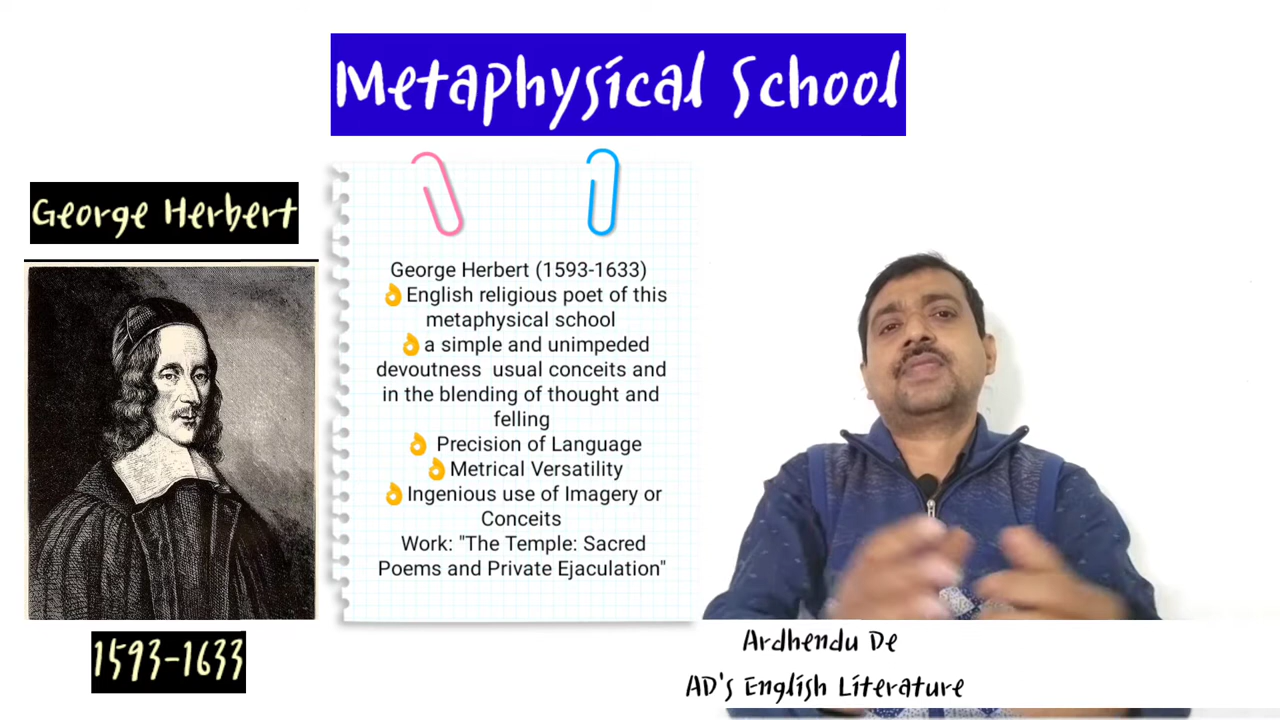 Metaphysical School
George Herbert
George Herbert (1593-1633)
👌English religious poet of this
metaphysical school
👌a simple and unimpeded
devoutness usual conceits and
in the blending of thought and
felling
👌 Precision of Language
👌Metrical Versatility
👌Ingenious use of Imagery or
Conceits
Work: "The Temple: Sacred
Poems and Private Ejaculation"
1593-1633
Ardhendu De
AD's English Literature